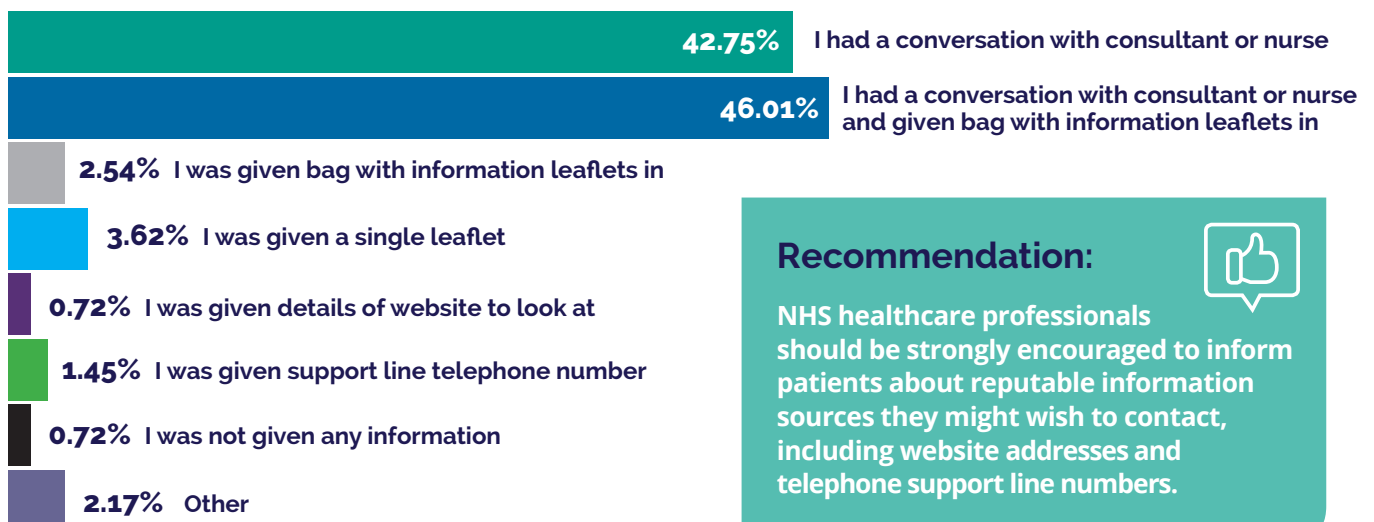 42.75% I had a conversation with consultant or nurse
46.01% I had a conversation with consultant or nurse
and given bag with information leaflets in
2.54% I was given bag with information leaflets in
3.62% I was given a single leaflet
0.72% I was given details of website to look at
1.45% I was given support line telephone number
0.72% I was not given any information
2.17% Other
Recommendation:
NHS healthcare professionals
should be strongly encouraged to inform
patients about reputable information
sources they might wish to contact,
including website addresses and
telephone support line numbers.